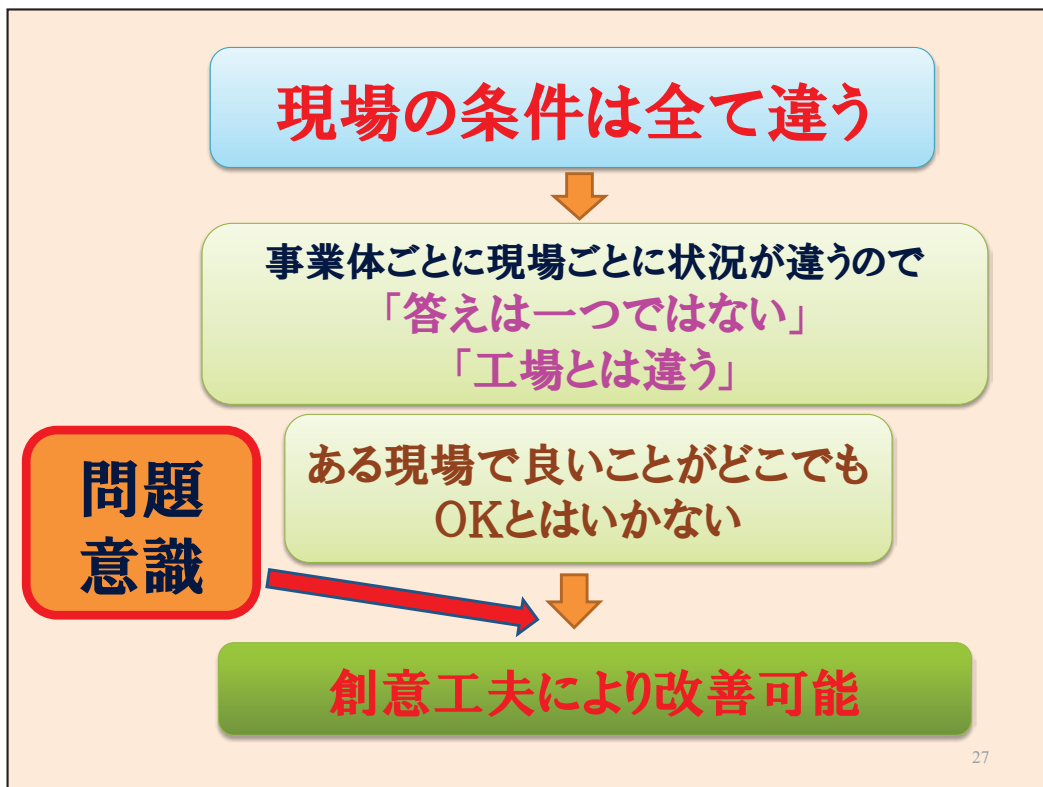 現場の条件は全て違う
事業体ごとに現場ごとに状況が違うので
「答えは一つではない」
「工場とは違う」
ある現場で良いことがどこでも
OKとはいかない
問題
意識
創意工夫により改善可能
27